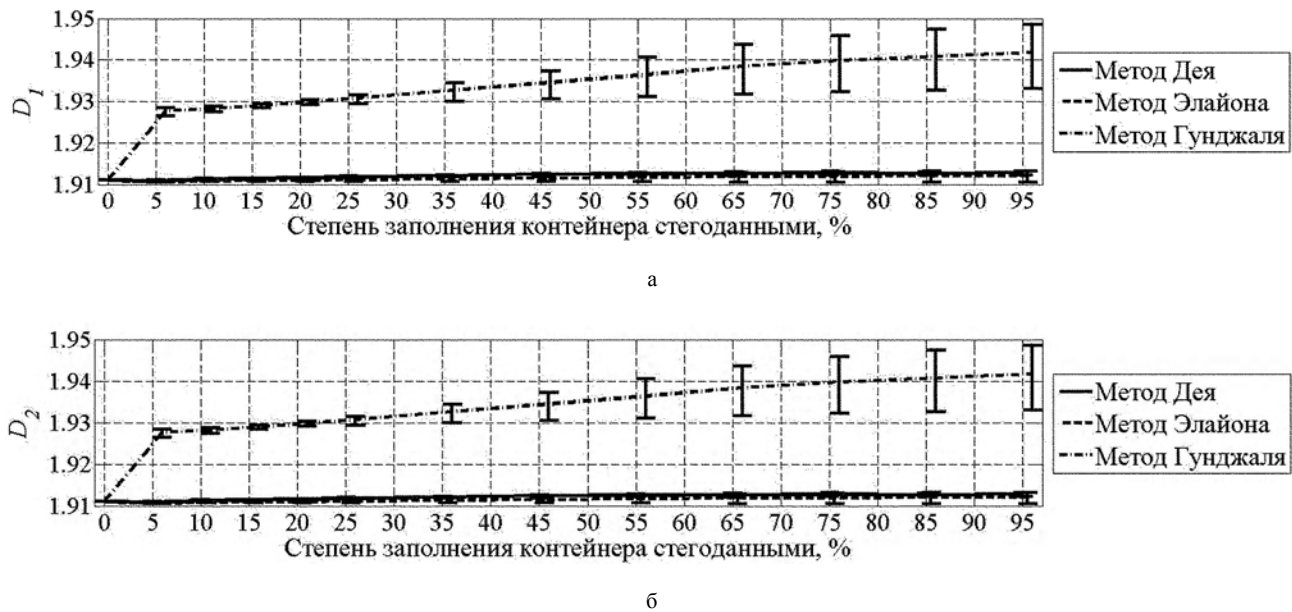 1.95
1.94
1.93
1.92
1.91
D1
0 5 10 15 20 25 30 35 40 45 50 55 60 65 70 75 80 85 90 95
Степень заполнения контейнера стегоданными, %
Метод Дея
Метод Элайона
Метод Гунджаля
а
1.95
1.94
1.93
1.92
1.91
D2
0 5 10 15 20 25 30 35 40 45 50 55 60 65 70 75 80 85 90 95
Степень заполнения контейнера стегоданными, %
Метод Дея
Метод Элайона
Метод Гунджаля
б